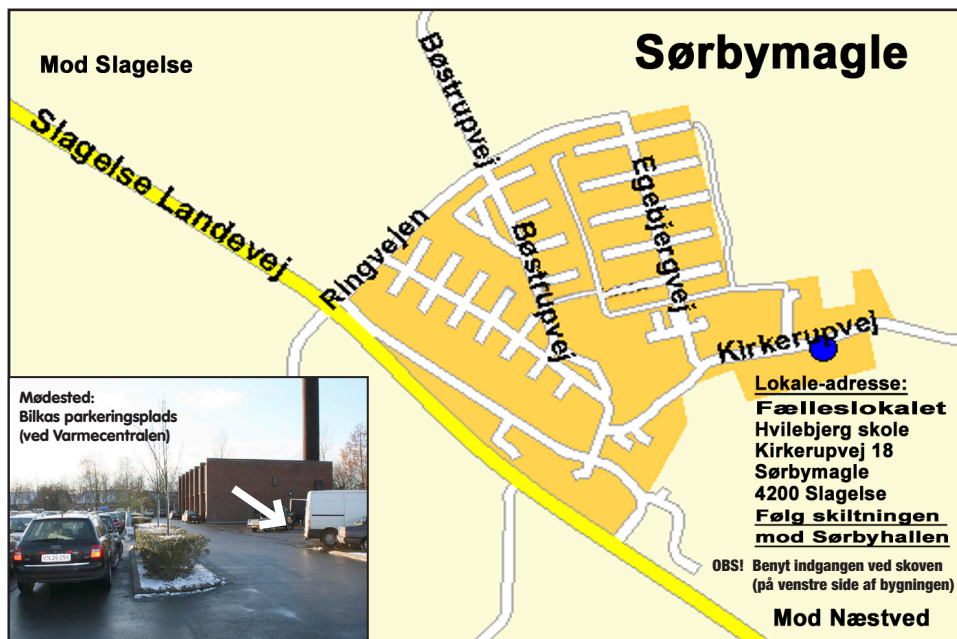 Sørbymagle
Mod Slagelse
Bøstrupvej
Slagelse Landevej
Ringvejen
Bøstrupvej
Egebjergvej
Kirkerupvej
Mødested:
Bilkas parkeringsplads
(ved Varmecentralen)
Lokale-adresse:
Fælleslokalet
Hvilebjerg skole
Kirkerupvej 18
Sørbymagle
4200 Slagelse
Følg skiltningen
mod Sørbyhallen
OBS! Benyt indgangen ved skoven
(på venstre side af bygningen)
Mod Næstved